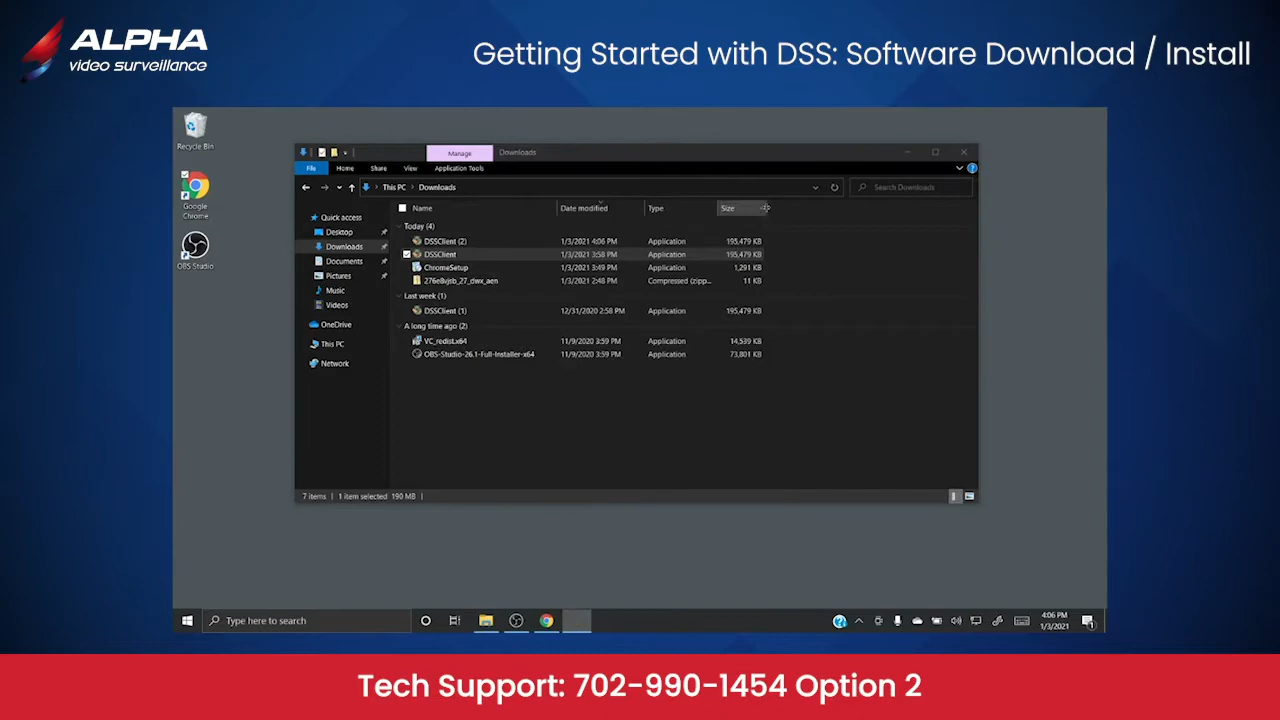 ALPHA
video surveillance
Getting Started with DSS: Software Download / Install
Recycle Bin
Google
Chrome
OBS Studio
Manage
Downloads
File
Home
Share
View
Application Tools
This PC > Downloads
Search Downloads
Quick access
Desktop
Downloads
Documents
Pictures
Music
Videos
OneDrive
This PC
Network
Name Date modified Type Size
Today (4)
DSSClient (2) 1/3/2021 4:06 PM Application 195,479 KB
DSSClient 1/3/2021 3:58 PM Application 195,479 KB
ChromeSetup 1/3/2021 3:49 PM Application 1,291 KB
276e8vjsb_27_dwx_aen 1/3/2021 2:48 PM Compressed (zipp... 11 KB
Last week (1)
DSSClient (1) 12/31/2020 2:58 PM Application 195,479 KB
A long time ago (2)
VC_redist.x64 11/9/2020 3:59 PM Application 14,539 KB
OBS-Studio-26.1-Full-Installer-x64 11/9/2020 3:59 PM Application 73,801 KB
7 items | 1 item selected 190 MB |
Type here to search
4:06 PM
1/3/2021
1
Tech Support: 702-990-1454 Option 2